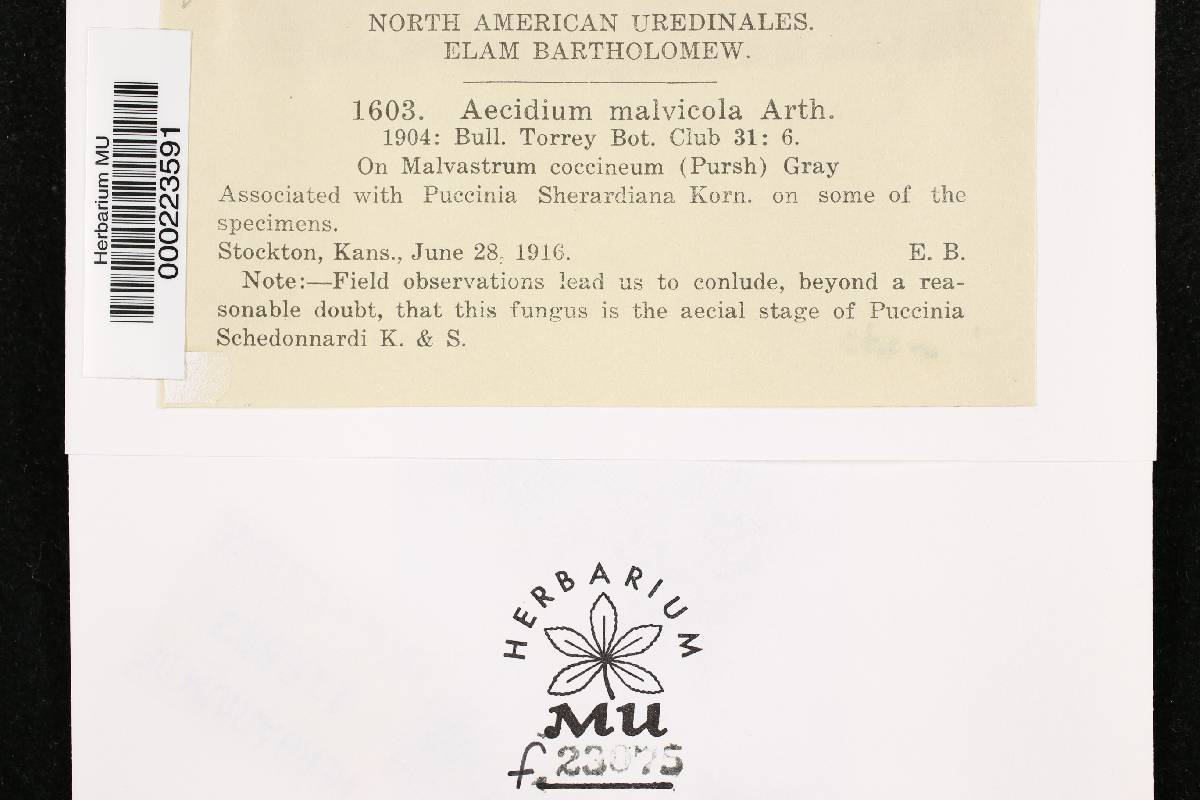 NORTH AMERICAN UREDINALES.
ELAM BARTHOLOMEW.
1603. Aecidium malvicola Arth.
1904: Bull. Torrey Bot. Club 31: 6.
On Malvastrum coccineum (Pursh) Gray
Associated with Puccinia Sherardiana Korn. on some of the
specimens.
Stockton, Kans., June 28, 1916. E. B.
Note:—Field observations lead us to conlude, beyond a rea-
sonable doubt, that this fungus is the aecial stage of Puccinia
Schedonnardi K. & S.
Herbarium MU
000223591
HERBARIUM
MU
f. 23075